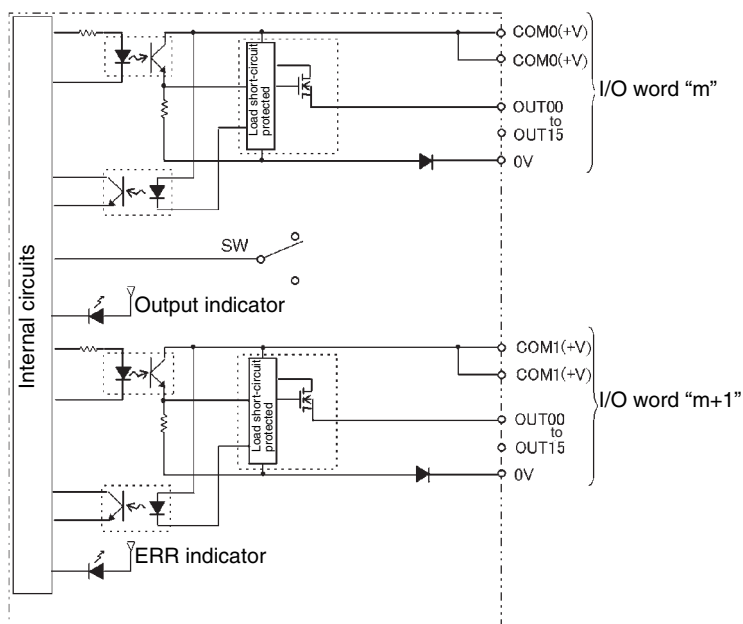 COM0(+V)
COM0(+V)
I/O word “m”
OUT00
to
OUT15
0V
Load short-circuit
protected
SW
Output indicator
Internal circuits
COM1(+V)
COM1(+V)
I/O word “m+1”
OUT00
to
OUT15
0V
Load short-circuit
protected
ERR indicator